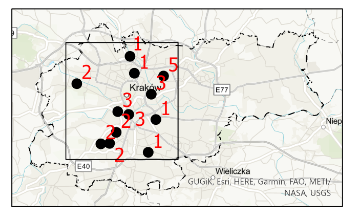 9
1
1
5
2
Kraków
3
E77
3
1
2 3
2
2
1
E40
Wieliczka
Niep
GUGiK, Esri, HERE, Garmin, FAO, METI/
NASA, USGS